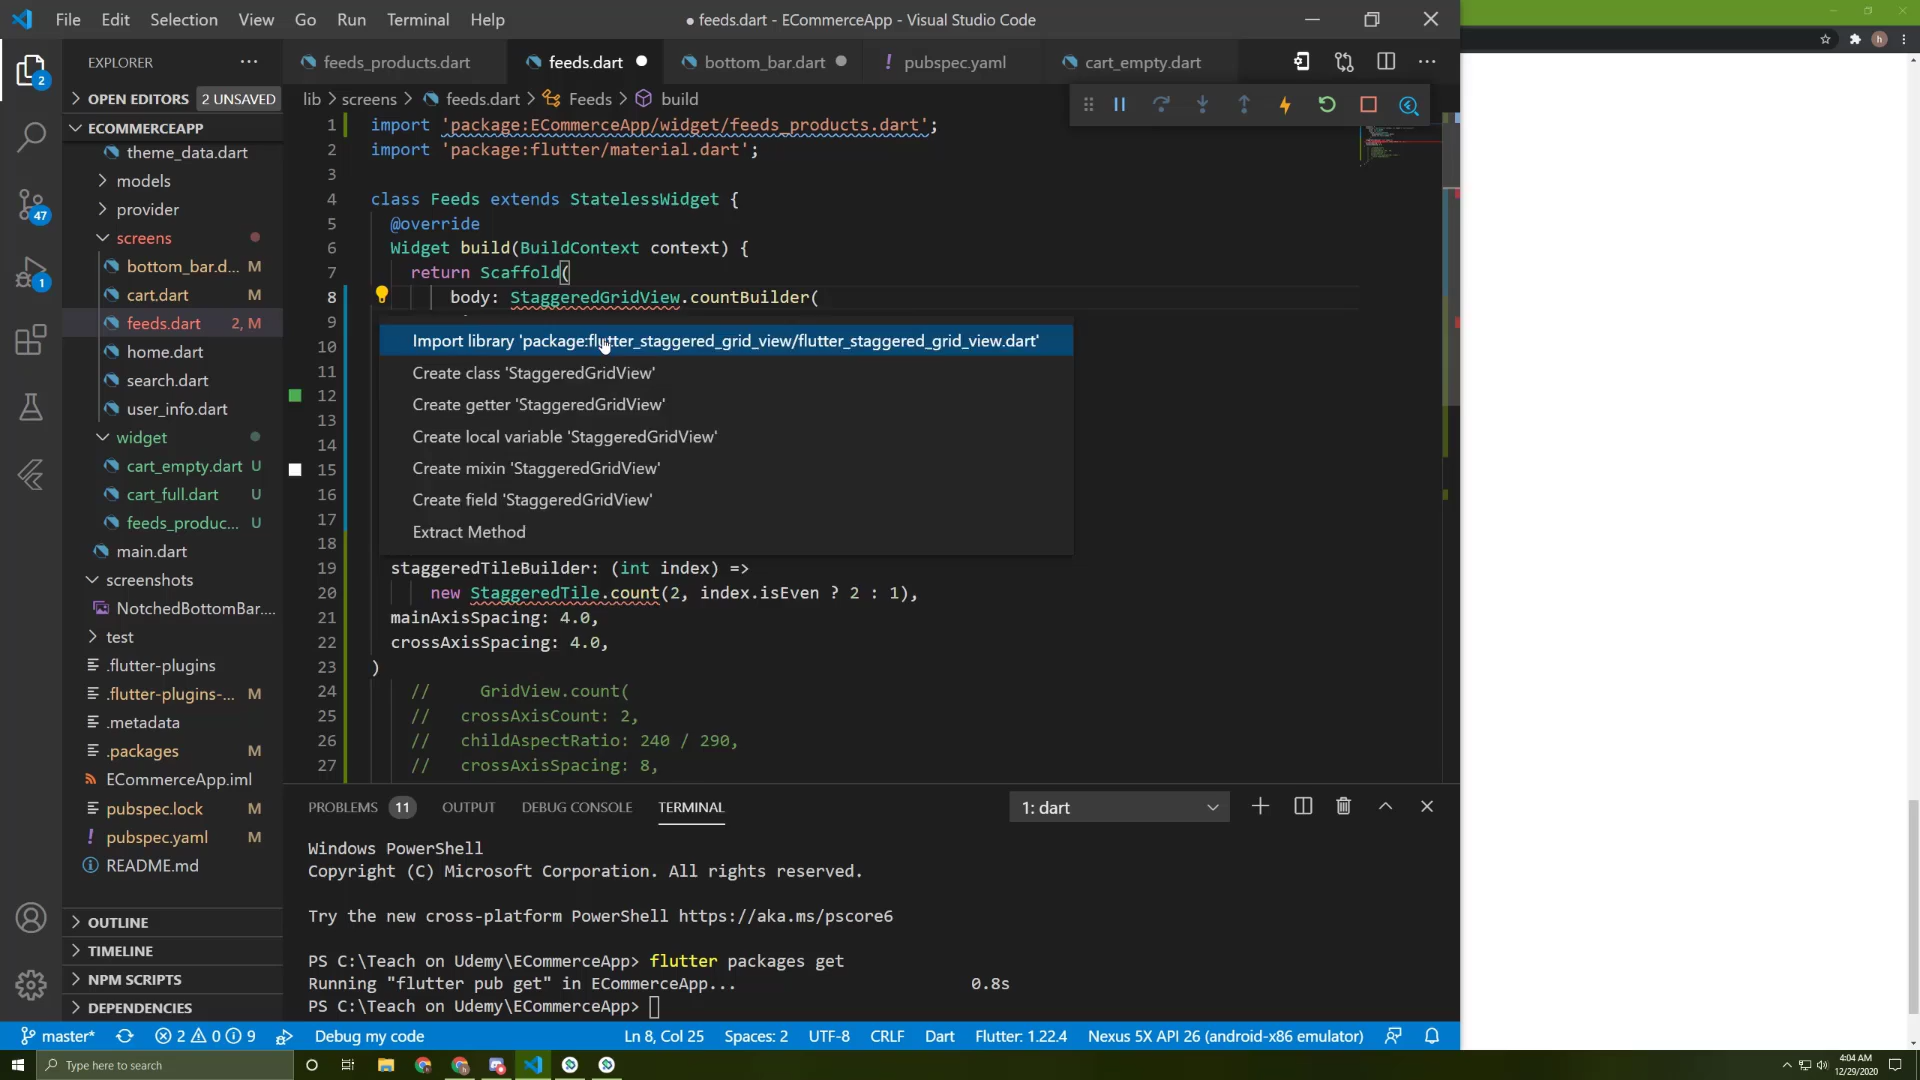 File Edit Selection View Go Run Terminal Help
● feeds.dart - ECommerceApp - Visual Studio Code
EXPLORER
feeds_products.dart
feeds.dart
bottom_bar.dart
! pubspec.yaml
cart_empty.dart
OPEN EDITORS 2 UNSAVED
lib > screens > feeds.dart > Feeds > build
ECOMMERCEAPP
theme_data.dart
models
provider
screens
bottom_bar.d... M
cart.dart M
feeds.dart 2, M
home.dart
search.dart
user_info.dart
widget
cart_empty.dart U
cart_full.dart U
feeds_produc... U
main.dart
screenshots
NotchedBottomBar....
test
.flutter-plugins
.flutter-plugins-... M
.metadata
.packages M
ECommerceApp.iml
pubspec.lock M
! pubspec.yaml M
README.md
OUTLINE
TIMELINE
NPM SCRIPTS
DEPENDENCIES
2
47
1
1 import 'package:ECommerceApp/widget/feeds_products.dart';
2 import 'package:flutter/material.dart';
3
4 class Feeds extends StatelessWidget {
5 @override
6 Widget build(BuildContext context) {
7 return Scaffold(
8 body: StaggeredGridView.countBuilder(
9
10
11
12
13
14
15
16
17
18
Import library 'package:flutter_staggered_grid_view/flutter_staggered_grid_view.dart'
Create class 'StaggeredGridView'
Create getter 'StaggeredGridView'
Create local variable 'StaggeredGridView'
Create mixin 'StaggeredGridView'
Create field 'StaggeredGridView'
Extract Method
19 staggeredTileBuilder: (int index) =>
20 new StaggeredTile.count(2, index.isEven ? 2 : 1),
21 mainAxisSpacing: 4.0,
22 crossAxisSpacing: 4.0,
23 )
24 // GridView.count(
25 // crossAxisCount: 2,
26 // childAspectRatio: 240 / 290,
27 // crossAxisSpacing: 8,
PROBLEMS 11 OUTPUT DEBUG CONSOLE TERMINAL
1: dart
Windows PowerShell
Copyright (C) Microsoft Corporation. All rights reserved.
Try the new cross-platform PowerShell https://aka.ms/pscore6
PS C:\Teach on Udemy\ECommerceApp> flutter packages get
Running "flutter pub get" in ECommerceApp... 0.8s
PS C:\Teach on Udemy\ECommerceApp>
master* 2 0 9 Debug my code
Ln 8, Col 25 Spaces: 2 UTF-8 CRLF Dart Flutter: 1.22.4 Nexus 5X API 26 (android-x86 emulator)
Type here to search
4:04 AM
12/29/2020